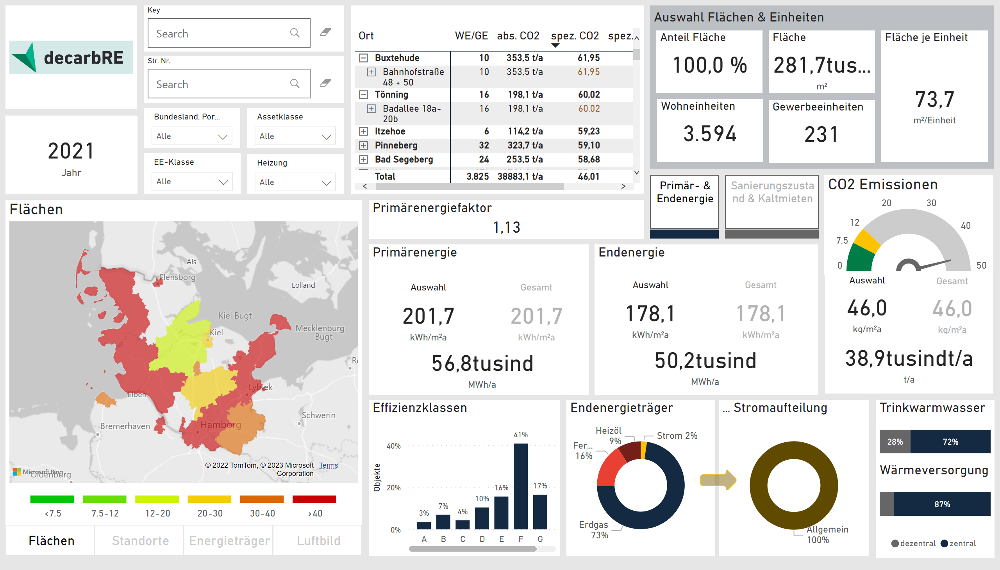 decarbRE
2021
Jahr
Key
Search
Str. Nr.
Search
Bundesland, Por...
Alle
Assetklasse
Alle
EE-Klasse
Alle
Heizung
Alle
Ort WE/GE abs. CO2 spez. CO2 spez.
Buxtehude 10 353,5 t/a 61,95
Bahnhofstraße 10 353,5 t/a 61,95
48 + 50
Tönning 16 198,1 t/a 60,02
Badallee 18a- 16 198,1 t/a 60,02
20b
Itzehoe 6 114,2 t/a 59,23
Pinneberg 32 323,7 t/a 59,10
Bad Segeberg 24 253,5 t/a 58,68
Total 3.825 38883,1 t/a 46,01
Auswahl Flächen & Einheiten
Anteil Fläche
100,0 %
Fläche
281,7tus...
m²
Fläche je Einheit
73,7
m²/Einheit
Wohneinheiten
3.594
Gewerbeeinheiten
231
Primär- &
Endenergie
Sanierungszusta
nd & Kaltmieten
CO2 Emissionen
0
7,5
12
20
30
40
50
Auswahl
Gesamt
46,0
kg/m²a
46,0
kg/m²a
38,9tusindt/a
t/a
Flächen
Als
Flensborg
Lolland
Kiel Bugt
Kiel
Mecklenburg
Bugt
Lybæk
Elben
Schwerin
Bremerhaven
Hamborg
Oldenburg
Microsoft Bing
© 2022 TomTom, © 2023 Microsoft
Corporation
Terms
<7.5
7.5-12
12-20
20-30
30-40
>40
Flächen
Standorte
Energieträger
Luftbild
Primärenergiefaktor
1,13
Primärenergie
Auswahl
Gesamt
201,7
kWh/m²a
201,7
kWh/m²a
56,8tusind
MWh/a
Endenergie
Auswahl
Gesamt
178,1
kWh/m²a
178,1
kWh/m²a
50,2tusind
MWh/a
Effizienzklassen
Objekte
40%
20%
0%
3%
7%
4%
10%
16%
41%
17%
A B C D E F G
Endenergieträger
Heizöl
9%
Strom 2%
Fer...
16%
Erdgas
73%
... Stromaufteilung
Allgemein
100%
Trinkwarmwasser
28% 72%
Wärmeversorgung
87%
dezentral zentral